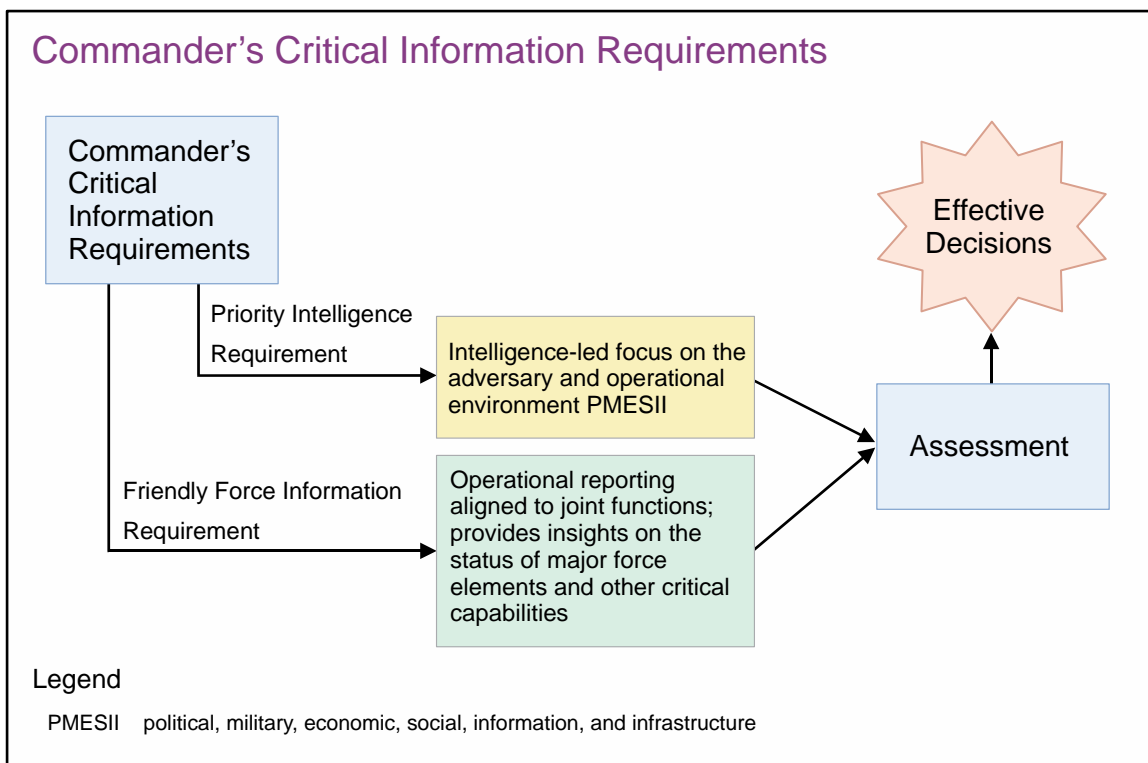 Commander’s Critical Information Requirements
Commander’s
Critical
Information
Requirements
Priority Intelligence
Requirement
Intelligence-led focus on the
adversary and operational
environment PMESII
Friendly Force Information
Requirement
Operational reporting
aligned to joint functions;
provides insights on the
status of major force
elements and other critical
capabilities
Assessment
Effective
Decisions
Legend
PMESII political, military, economic, social, information, and infrastructure